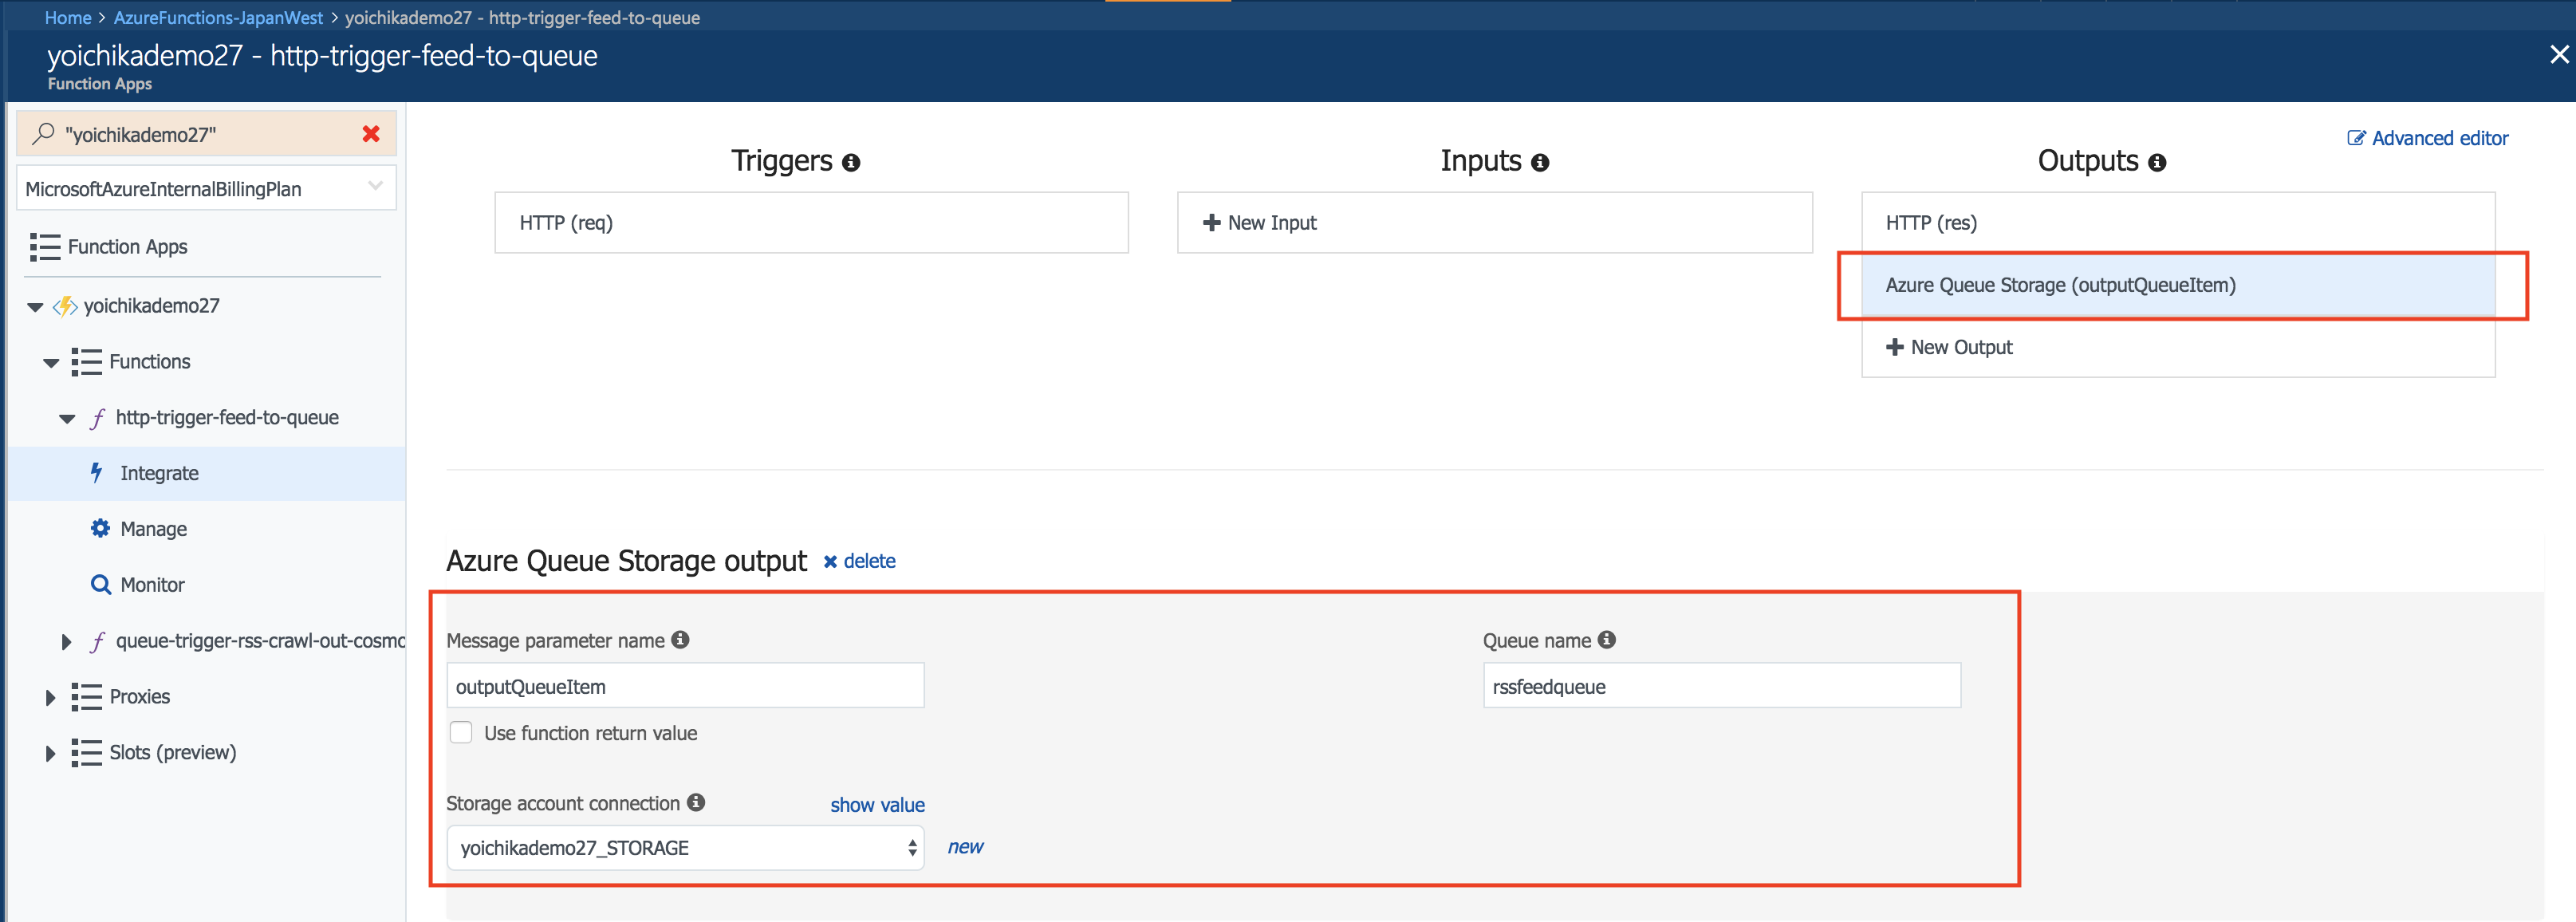 Home > AzureFunctions-JapanWest > yoichikademo27 - http-trigger-feed-to-queue
yoichikademo27 - http-trigger-feed-to-queue
Function Apps
"yoichikademo27"
MicrosoftAzureInternalBillingPlan
Function Apps
yoichikademo27
Functions
http-trigger-feed-to-queue
Integrate
Manage
Monitor
queue-trigger-rss-crawl-out-cosmo
Proxies
Slots (preview)
Advanced editor
Triggers
HTTP (req)
Inputs
New Input
Outputs
HTTP (res)
Azure Queue Storage (outputQueueItem)
New Output
Azure Queue Storage output delete
Message parameter name
outputQueueItem
Use function return value
Queue name
rssfeedqueue
Storage account connection show value
yoichikademo27_STORAGE new